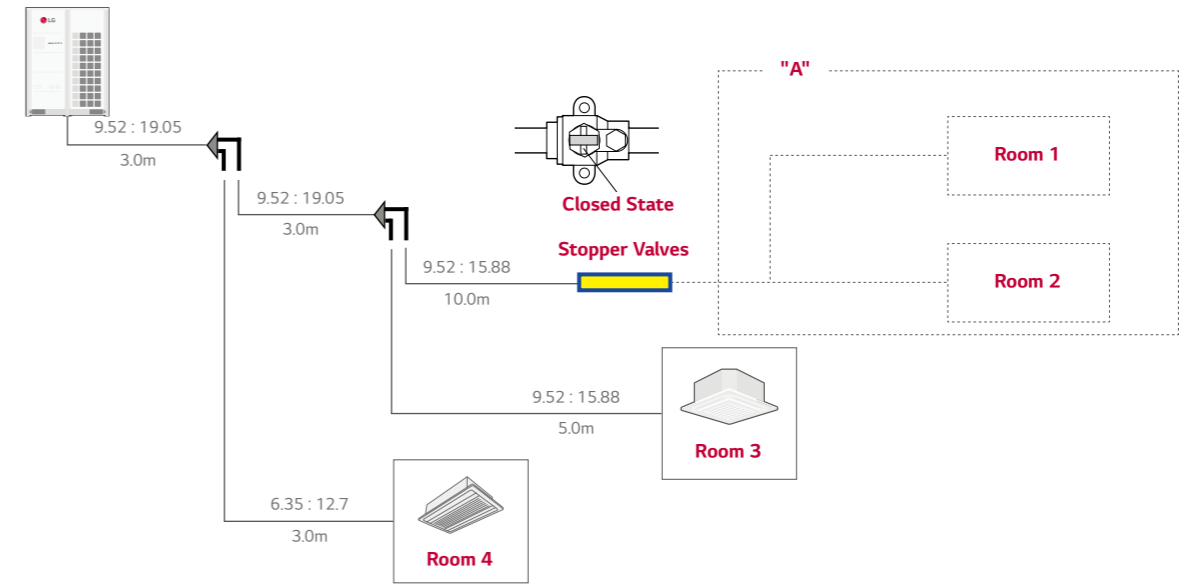 LG
9.52 : 19.05
3.0m
9.52 : 19.05
3.0m
Closed State
Stopper Valves
9.52 : 15.88
10.0m
"A"
Room 1
Room 2
9.52 : 15.88
5.0m
Room 3
6.35 : 12.7
3.0m
Room 4